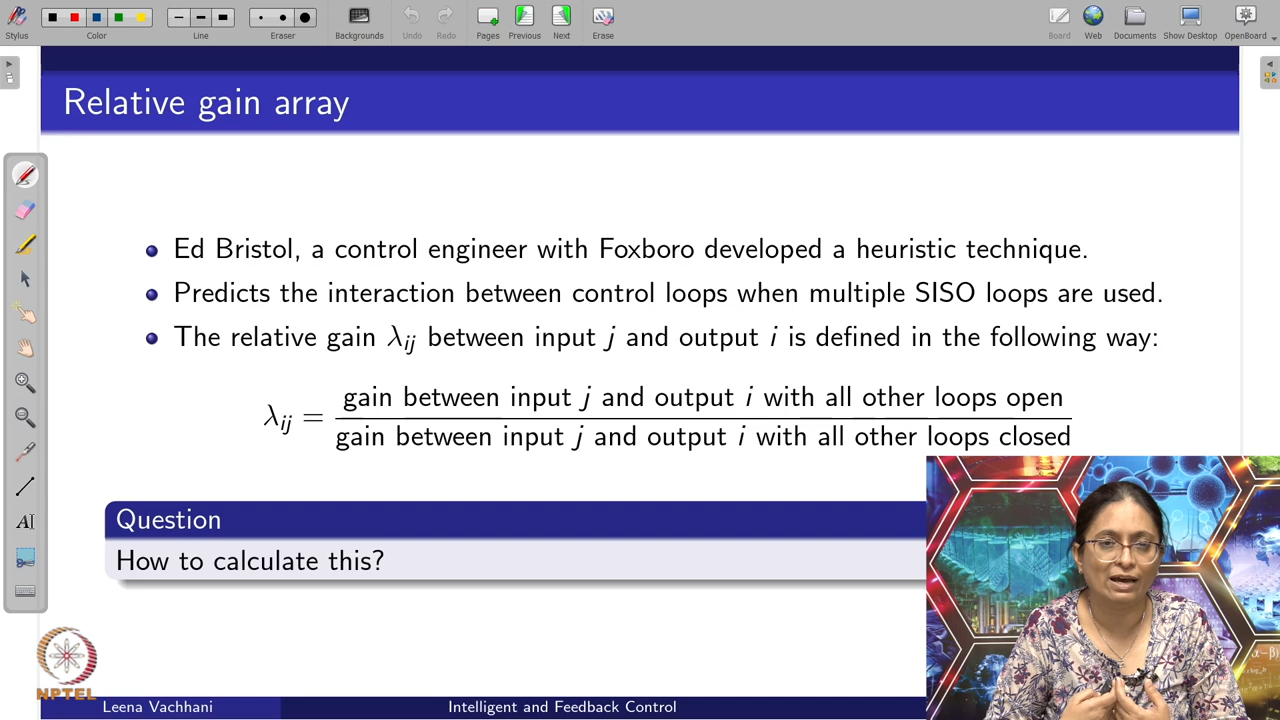 Stylus
Color
Line
Eraser
Backgrounds
Undo
Redo
Pages
Previous
Next
Erase
Board
Web
Documents
Show Desktop
OpenBoard
Relative gain array
Ed Bristol, a control engineer with Foxboro developed a heuristic technique.
Predicts the interaction between control loops when multiple SISO loops are used.
The relative gain λij between input j and output i is defined in the following way:
λij = gain between input j and output i with all other loops open
gain between input j and output i with all other loops closed
Question
How to calculate this?
AI
α-β)
NPTEL
Leena Vachhani
Intelligent and Feedback Control